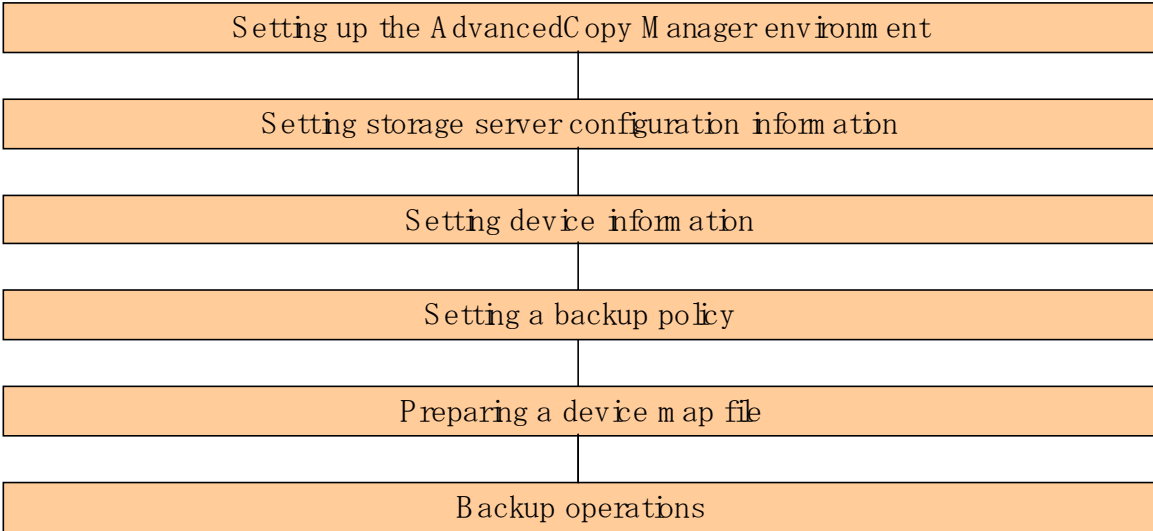 Setting up the AdvancedCopy Manager environment
Setting storage server configuration information
Setting device information
Setting a backup policy
Preparing a device map file
Backup operations